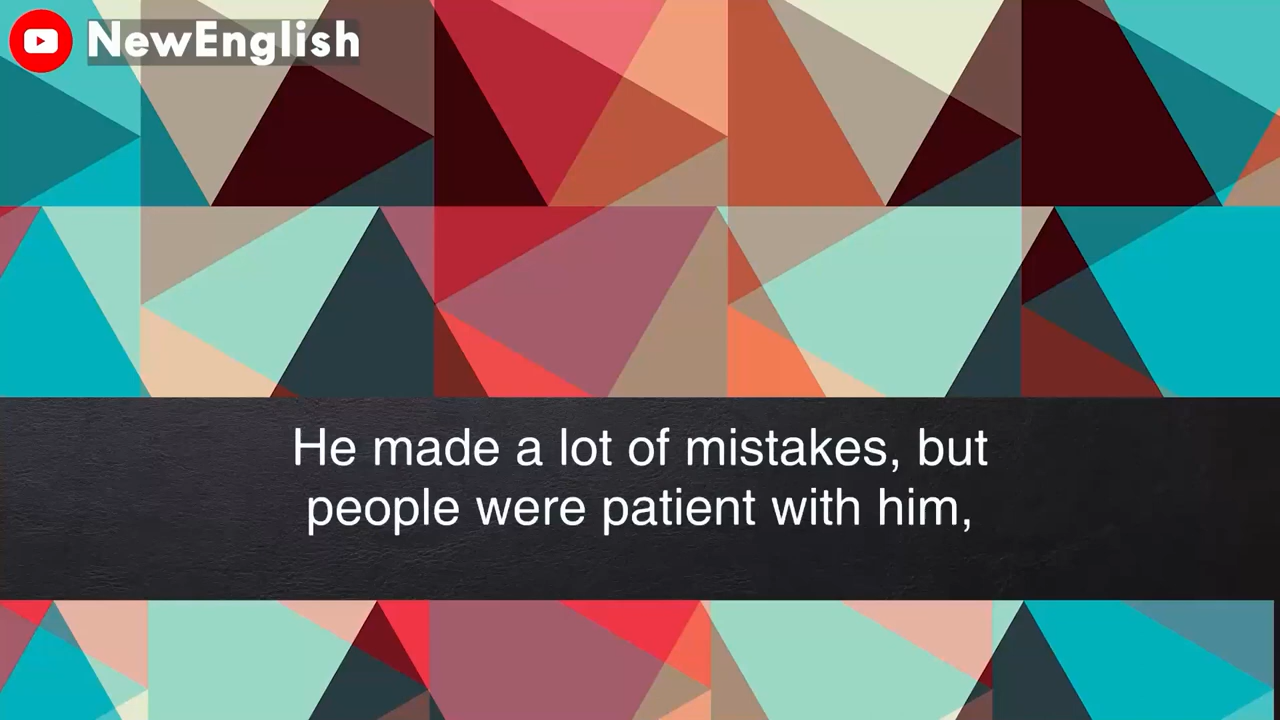 NewEnglish
He made a lot of mistakes, but
people were patient with him,